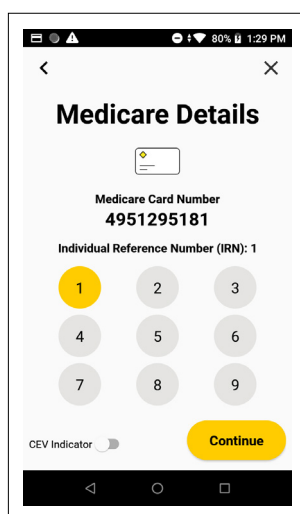 80% 1:29 PM
Medicare Details
Medicare Card Number
4951295181
Individual Reference Number (IRN): 1
1 2 3
4 5 6
7 8 9
CEV Indicator
Continue